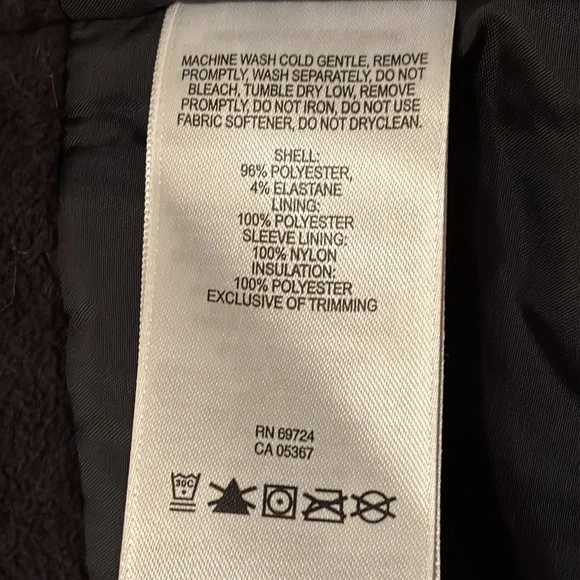 MACHINE WASH COLD GENTLE, REMOVE
PROMPTLY, WASH SEPARATELY, DO NOT
BLEACH, TUMBLE DRY LOW, REMOVE
PROMPTLY, DO NOT IRON, DO NOT USE
FABRIC SOFTENER, DO NOT DRYCLEAN.
SHELL:
96% POLYESTER,
4% ELASTANE
LINING:
100% POLYESTER
SLEEVE LINING:
100% NYLON
INSULATION:
100% POLYESTER
EXCLUSIVE OF TRIMMING
RN 69724
CA 05367
30C